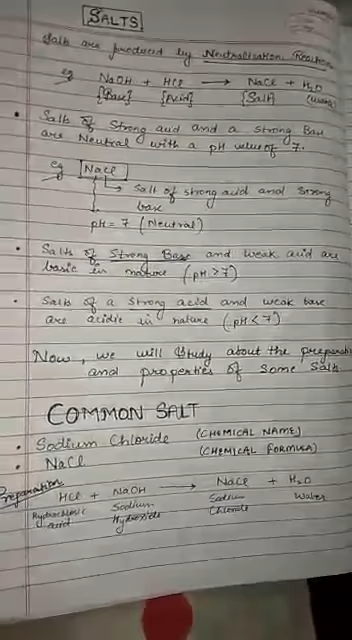 SALTS
Salts are produced by Neutralisation Reaction
eg NaOH + HCl → NaCl + H₂O
[Base] [Acid] [Salt] (Water)
• Salts of Strong acid and a Strong Base
are Neutral with a pH value of 7.
eg [NaCl]
→ Salt of strong acid and strong
base
pH = 7 (Neutral)
• Salts of Strong Base and weak acid are
basic in nature (pH > 7)
• Salts of a strong acid and weak base
are acidic in nature (pH < 7)
Now, we will Study about the preparation
and properties of some Salts
COMMON SALT
• Sodium Chloride (CHEMICAL NAME)
• NaCl (CHEMICAL FORMULA)
Preparation
HCl + NaOH → NaCl + H₂O
Hydrochloric Sodium Sodium Water
acid Hydroxide Chloride